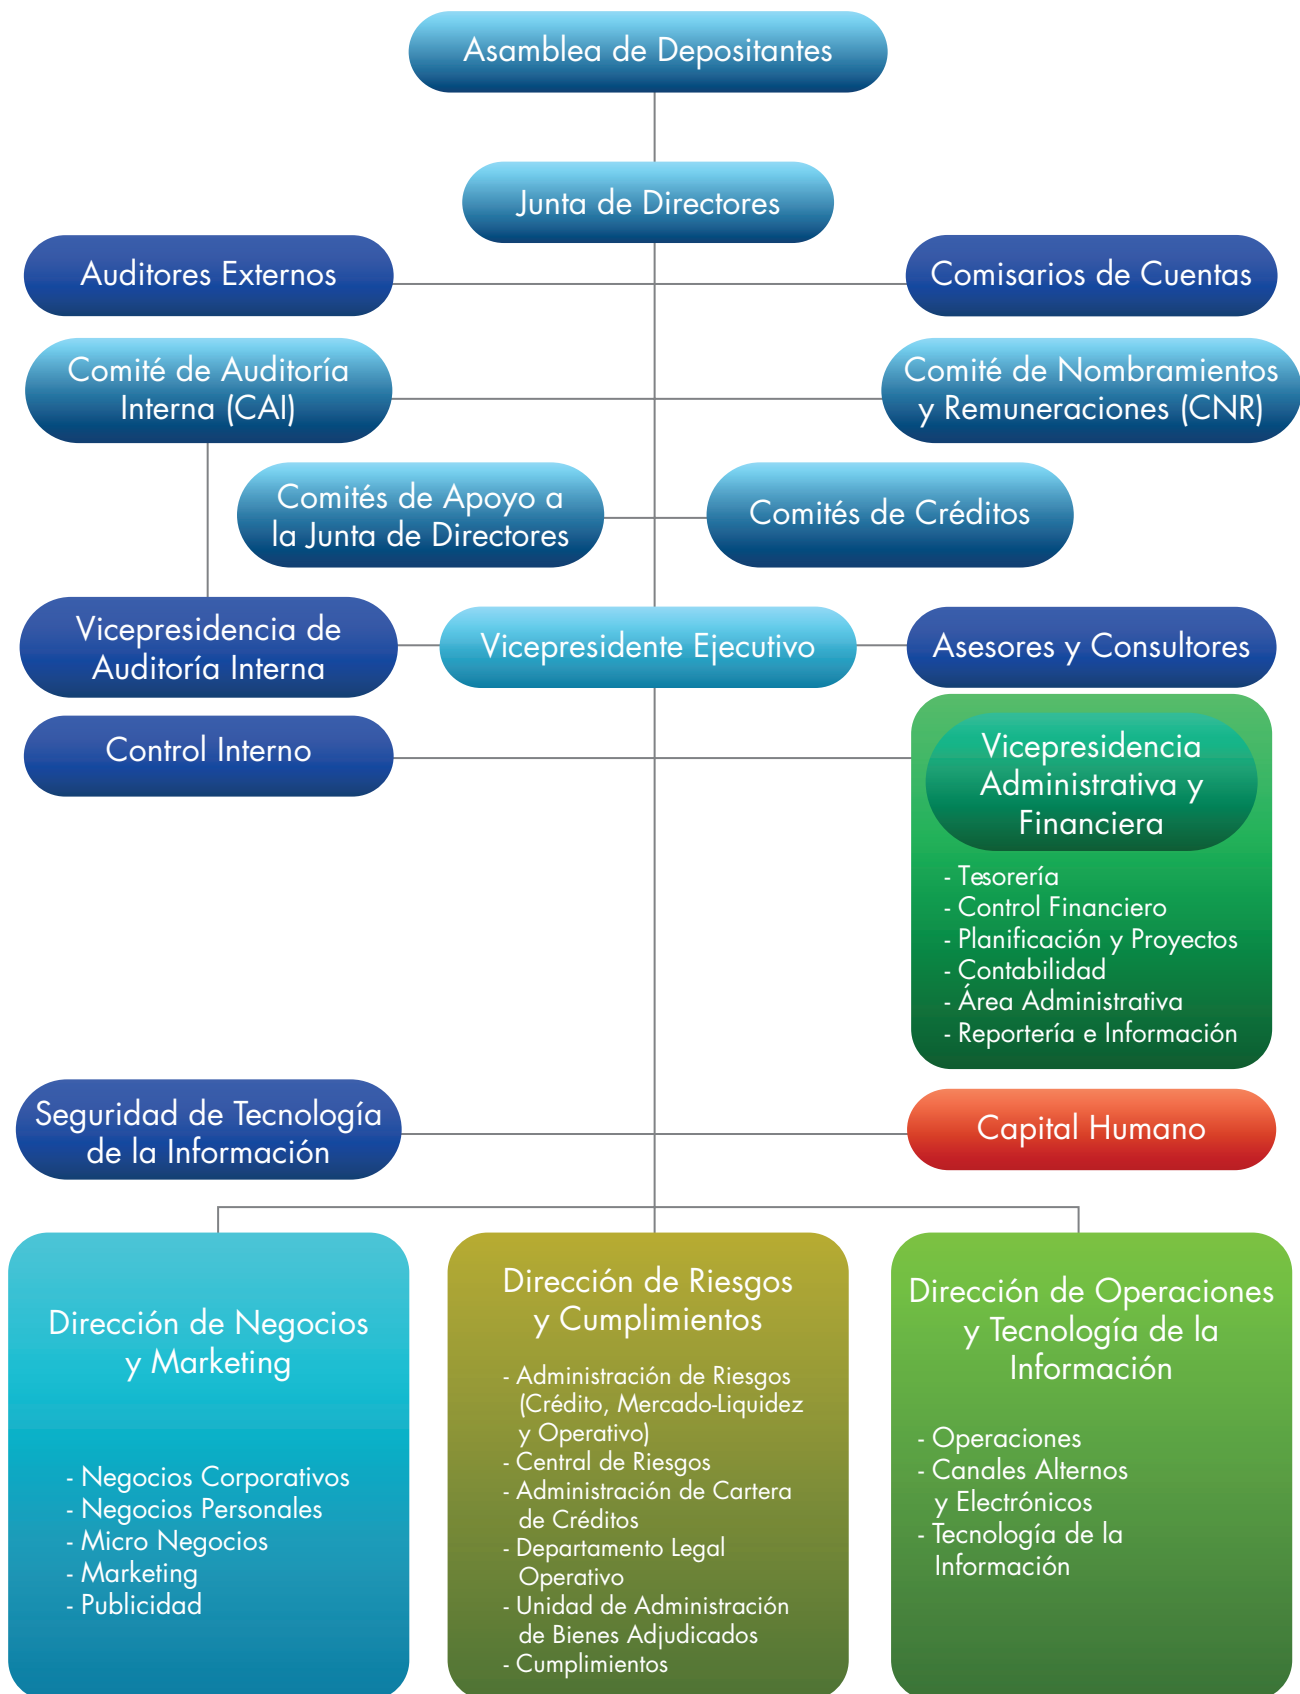 Asamblea de Depositantes
Junta de Directores
Auditores Externos
Comisarios de Cuentas
Comité de Auditoría
Interna (CAI)
Comité de Nombramientos
y Remuneraciones (CNR)
Comités de Apoyo a
la Junta de Directores
Comités de Créditos
Vicepresidencia de
Auditoría Interna
Vicepresidente Ejecutivo
Asesores y Consultores
Control Interno
Vicepresidencia
Administrativa y
Financiera
- Tesorería
- Control Financiero
- Planificación y Proyectos
- Contabilidad
- Área Administrativa
- Reportería e Información
Seguridad de Tecnología
de la Información
Capital Humano
Dirección de Negocios
y Marketing
- Negocios Corporativos
- Negocios Personales
- Micro Negocios
- Marketing
- Publicidad
Dirección de Riesgos
y Cumplimientos
- Administración de Riesgos
(Crédito, Mercado-Liquidez
y Operativo)
- Central de Riesgos
- Administración de Cartera
de Créditos
- Departamento Legal
Operativo
- Unidad de Administración
de Bienes Adjudicados
- Cumplimientos
Dirección de Operaciones
y Tecnología de la
Información
- Operaciones
- Canales Alternos
y Electrónicos
- Tecnología de la
Información